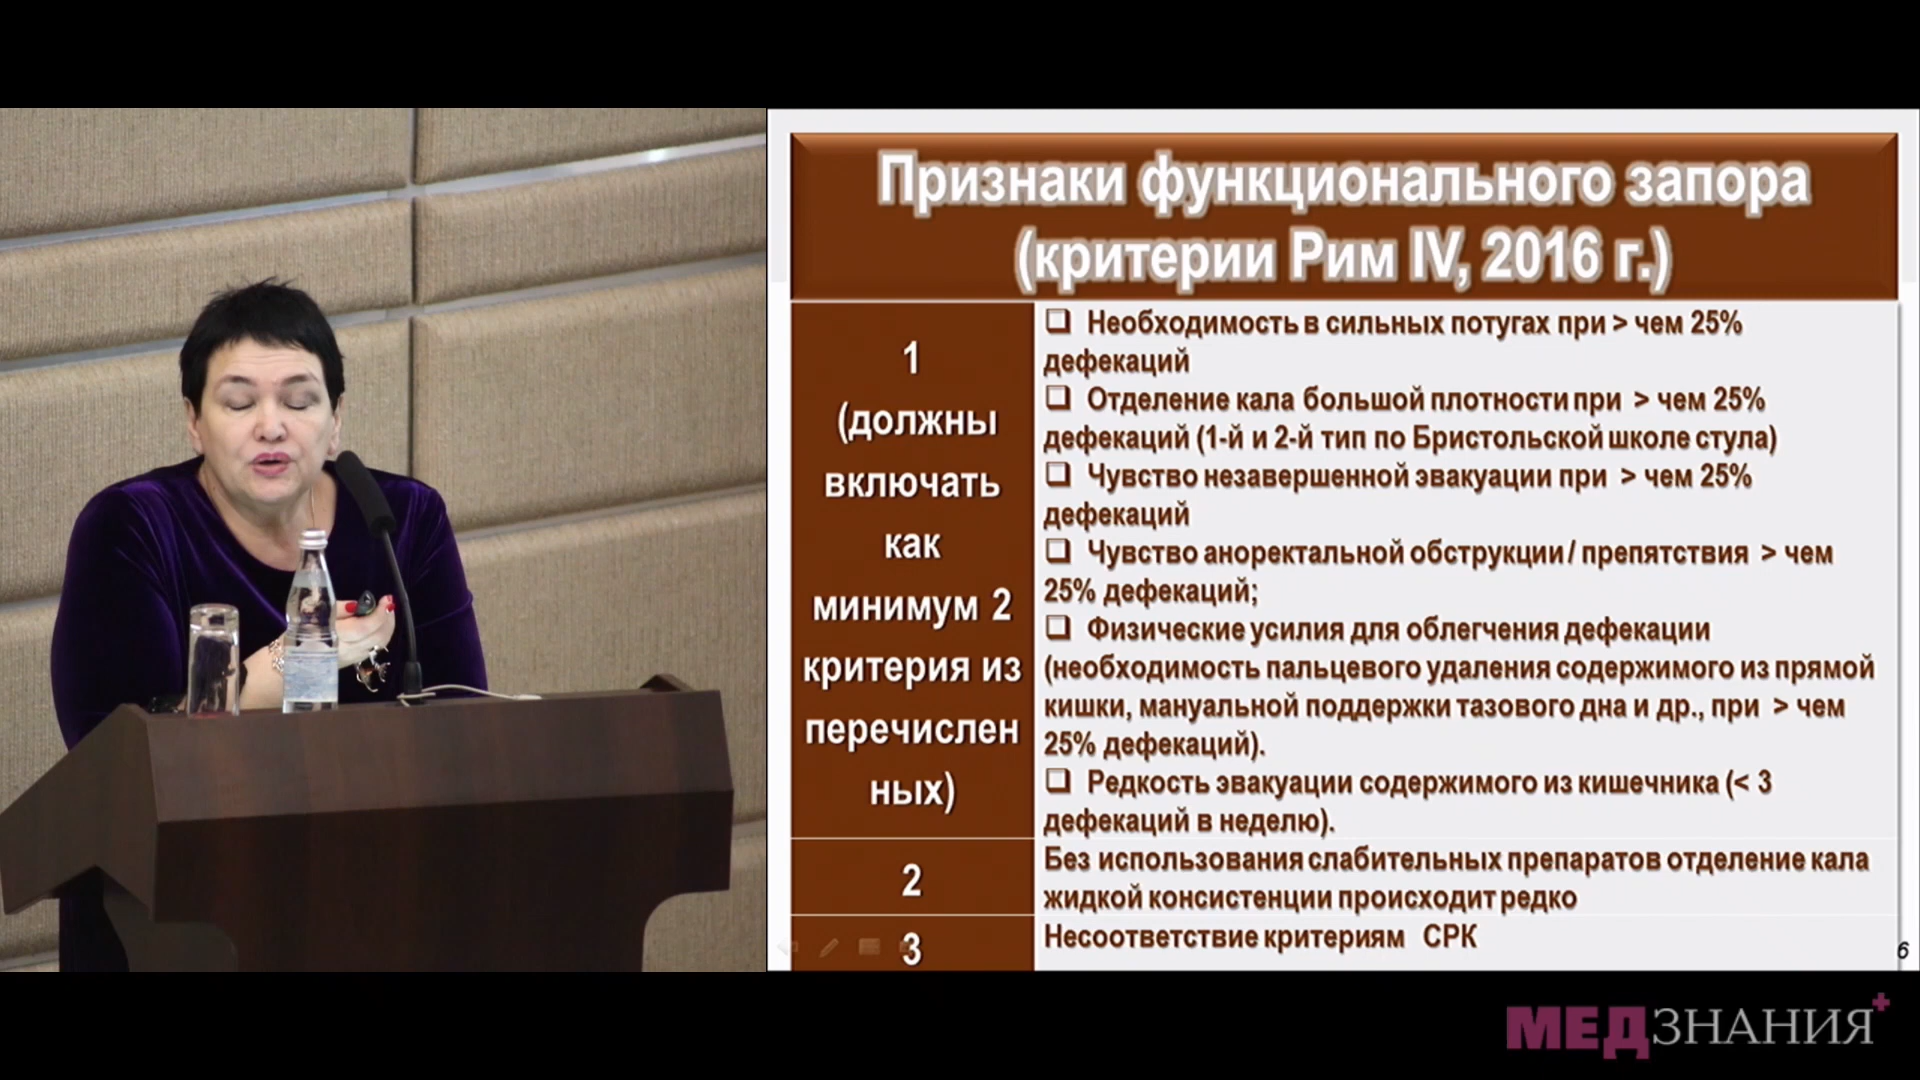 Признаки функционального запора
(критерии Рим IV, 2016 г.)
1
(должны
включать
как
минимум 2
критерия из
перечислен
ных)
Необходимость в сильных потугах при > чем 25%
дефекаций
Отделение кала большой плотности при > чем 25%
дефекаций (1-й и 2-й тип по Бристольской школе стула)
Чувство незавершенной эвакуации при > чем 25%
дефекаций
Чувство аноректальной обструкции / препятствия > чем
25% дефекаций;
Физические усилия для облегчения дефекации
(необходимость пальцевого удаления содержимого из прямой
кишки, мануальной поддержки тазового дна и др., при > чем
25% дефекаций).
Редкость эвакуации содержимого из кишечника (< 3
дефекаций в неделю).
2
Без использования слабительных препаратов отделение кала
жидкой консистенции происходит редко
3
Несоответствие критериям СРК
6
МЕДЗНАНИЯ+